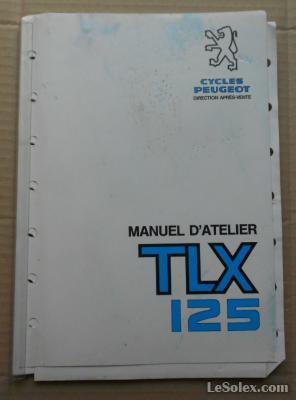 CYCLES
PEUGEOT
DIRECTION APRÈS-VENTE
MANUEL D'ATELIER
TLX
125
LeSolex.com